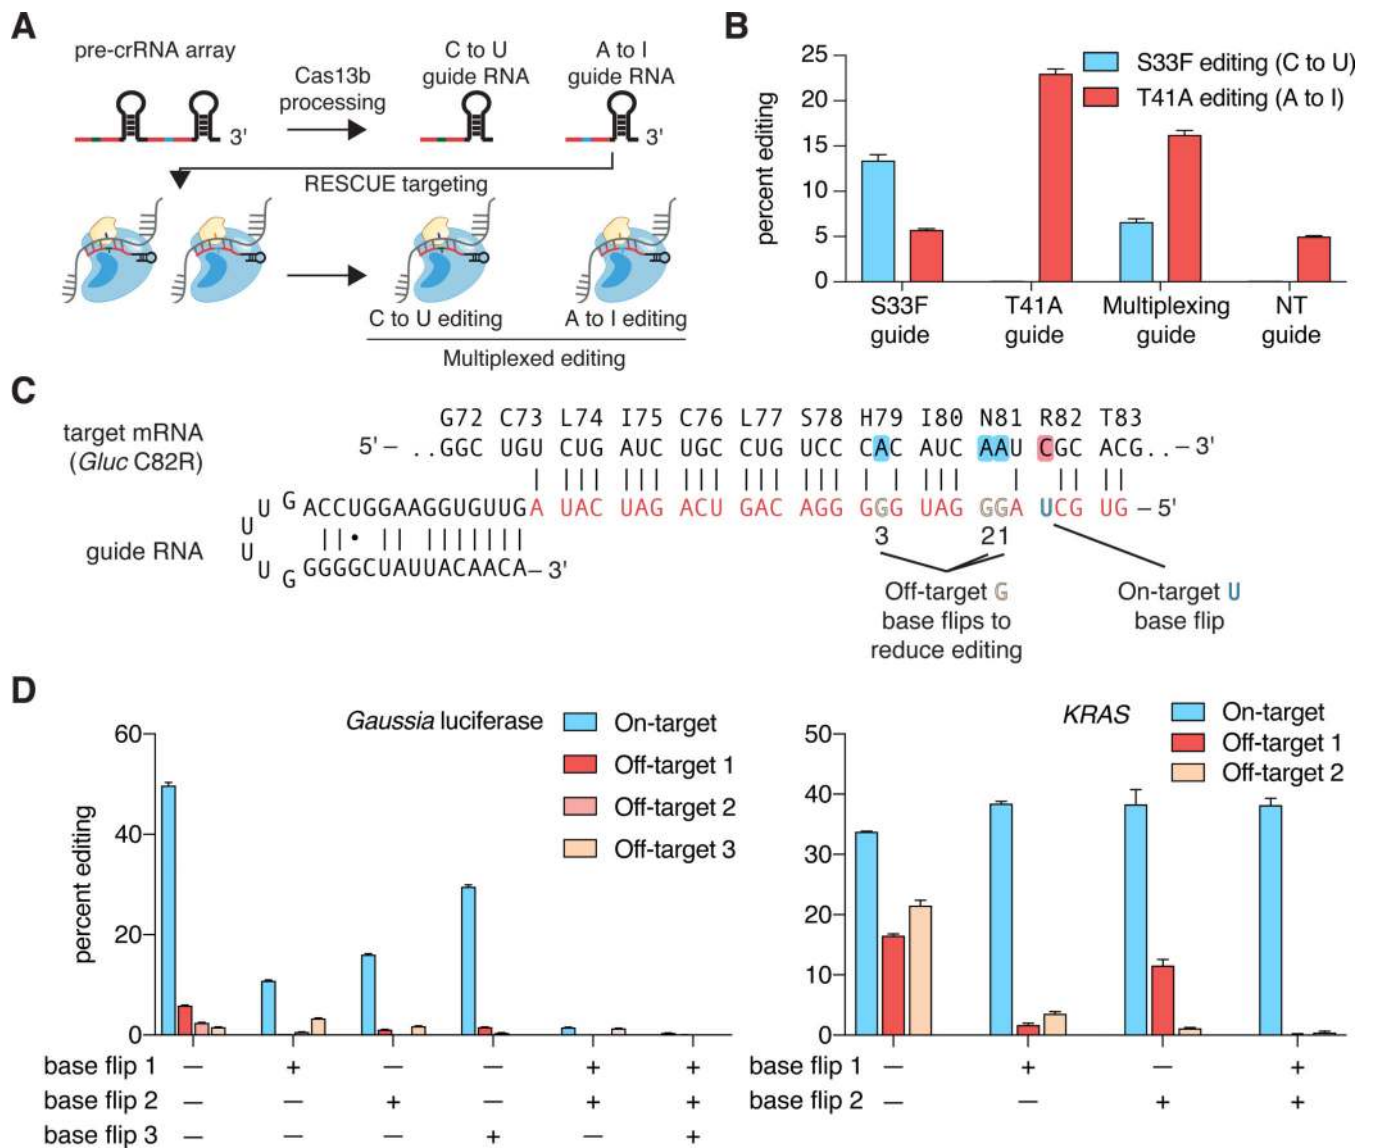 A
pre-crRNA array
Cas13b
processing
C to U
guide RNA
A to I
guide RNA
3'
3'
RESCUE targeting
C to U editing
A to I editing
Multiplexed editing
B
percent editing
25
20
15
10
5
0
S33F editing (C to U)
T41A editing (A to I)
S33F
guide
T41A
guide
Multiplexing
guide
NT
guide
C
G72 C73 L74 I75 C76 L77 S78 H79 I80 N81 R82 T83
target mRNA
(Gluc C82R)
5'– ..GGC UGU CUG AUC UGC CUG UCC CAC AUC AAU CGC ACG..–3'
U G ACCUGGAAGGUGUUGA UAC UAG ACU GAC AGG GGG UAG GGA UCG UG –5'
U
U
guide RNA
U G GGGGCUAUUACAACA–3'
3 21
Off-target G
base flips to
reduce editing
On-target U
base flip
D
Gaussia luciferase
percent editing
60
40
20
0
On-target
Off-target 1
Off-target 2
Off-target 3
base flip 1 – + – – + +
base flip 2 – – + – + +
base flip 3 – – – + – +
KRAS
50
40
30
20
10
0
On-target
Off-target 1
Off-target 2
base flip 1 – + – +
base flip 2 – – + +